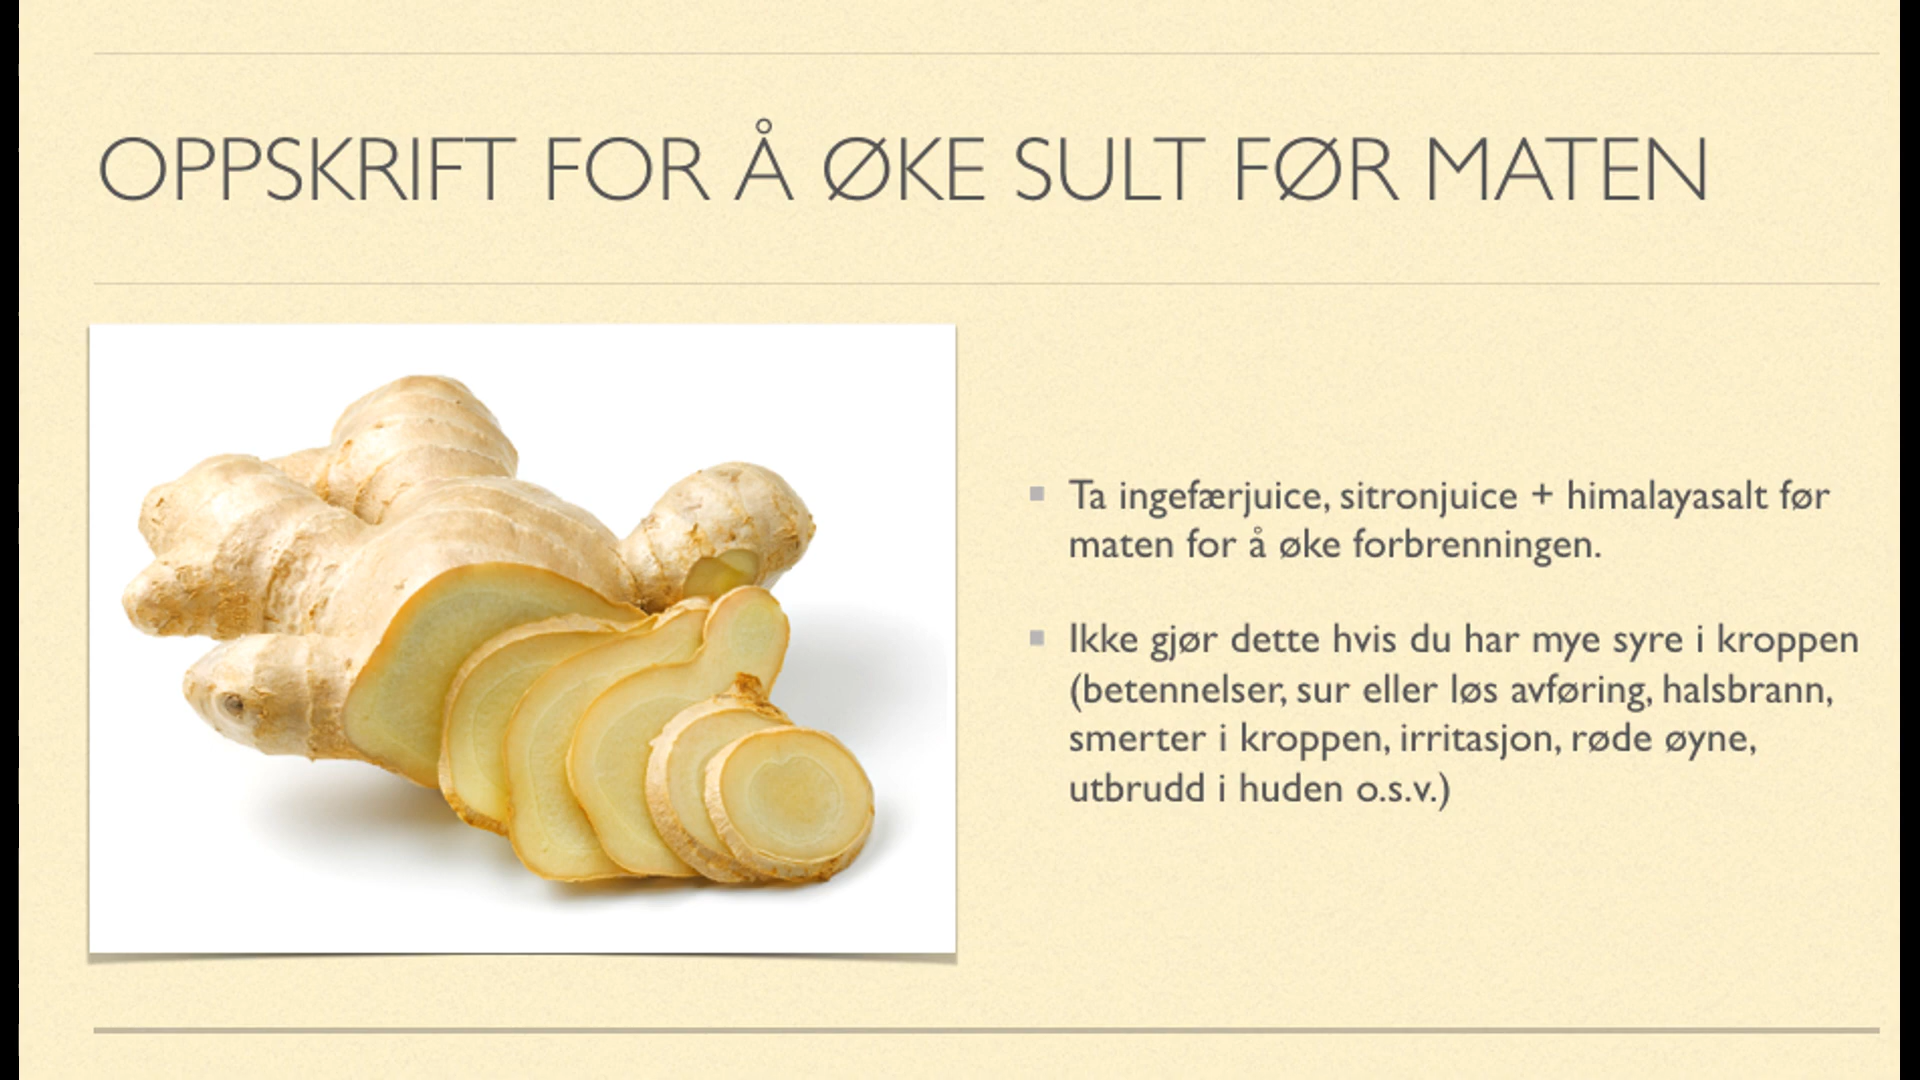 OPPSKRIFT FOR Å ØKE SULT FØR MATEN
Ta ingefærjuice, sitronjuice + himalayasalt før
maten for å øke forbrenningen.
Ikke gjør dette hvis du har mye syre i kroppen
(betennelser, sur eller løs avføring, halsbrann,
smerter i kroppen, irritasjon, røde øyne,
utbrudd i huden o.s.v.)